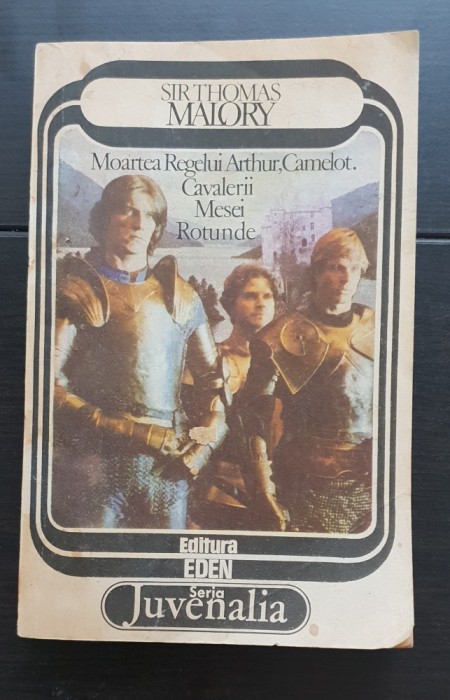 SIR THOMAS
MALORY
Moartea Regelui Arthur, Camelot.
Cavalerii
Mesei
Rotunde
Editura
EDEN
Seria
Juvenalia